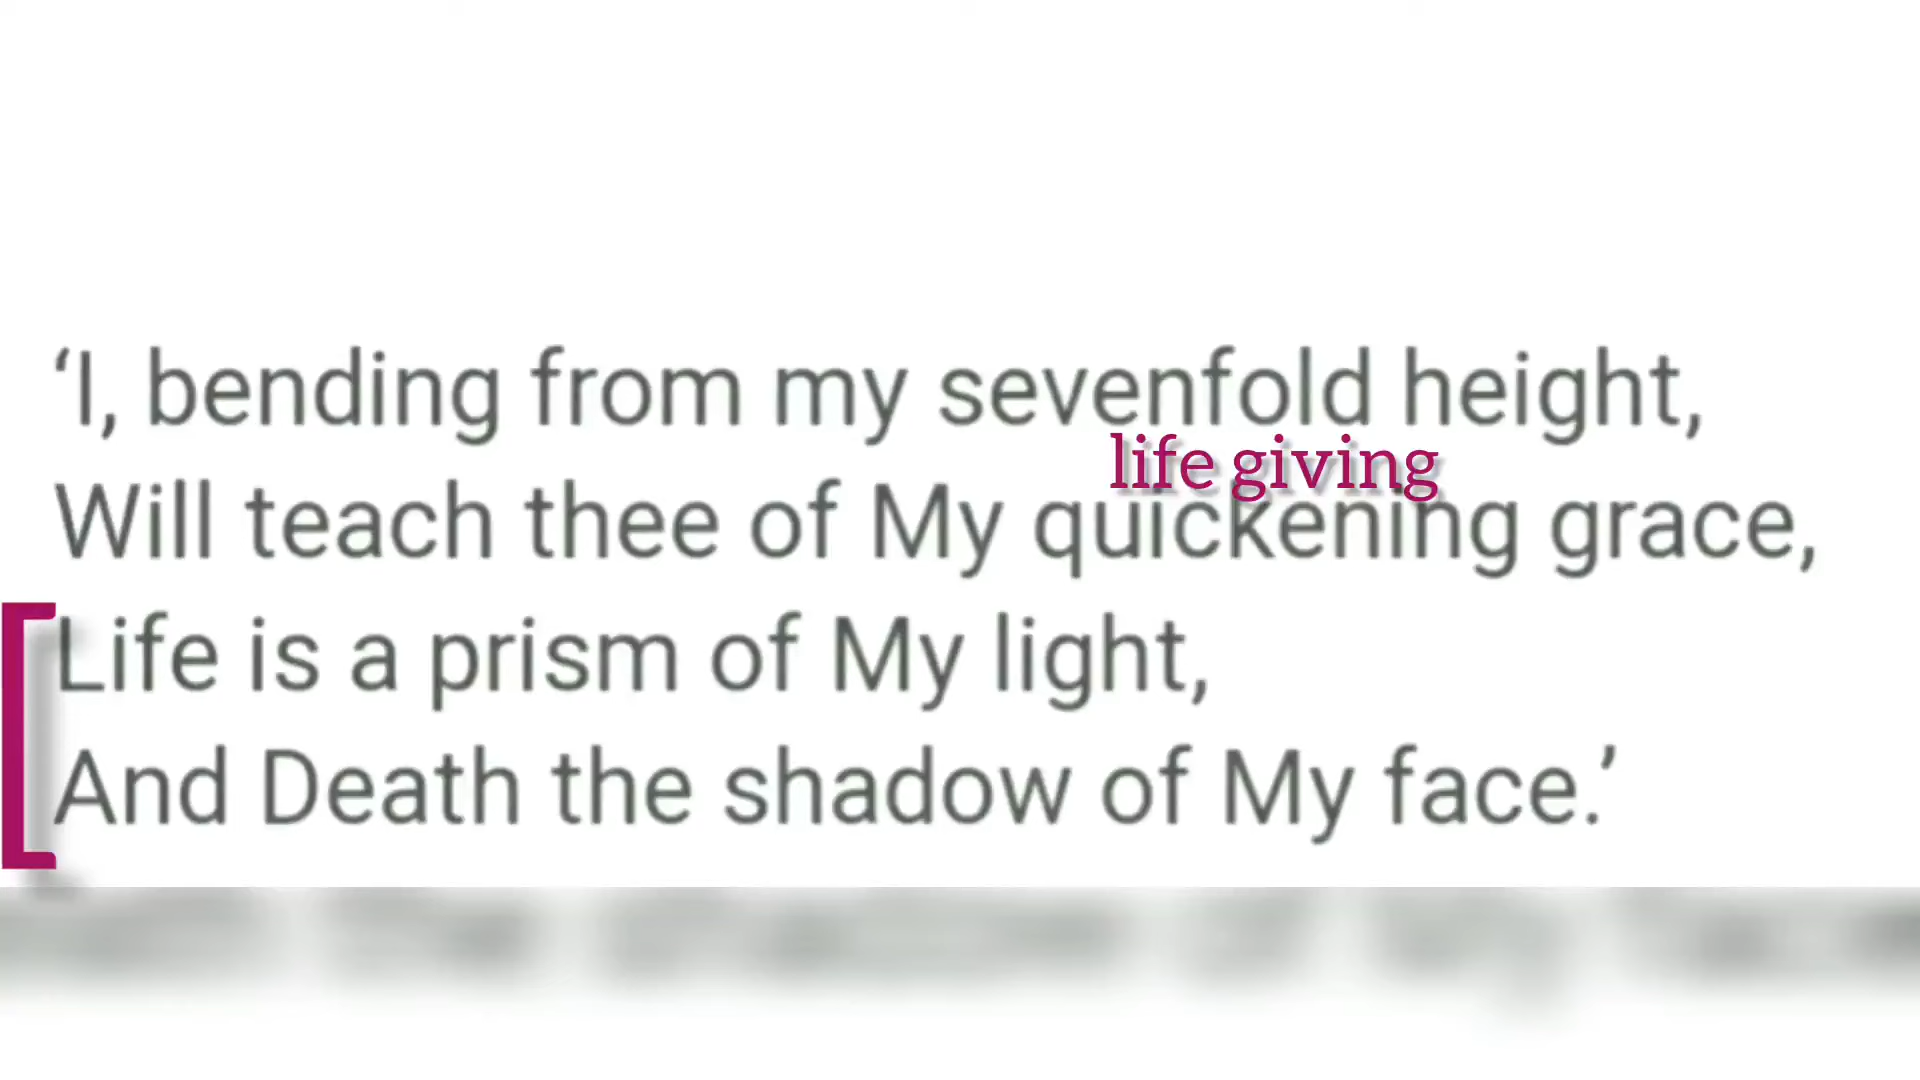 ‘I, bending from my sevenfold height,
life giving
Will teach thee of My quickening grace,
Life is a prism of My light,
And Death the shadow of My face.’